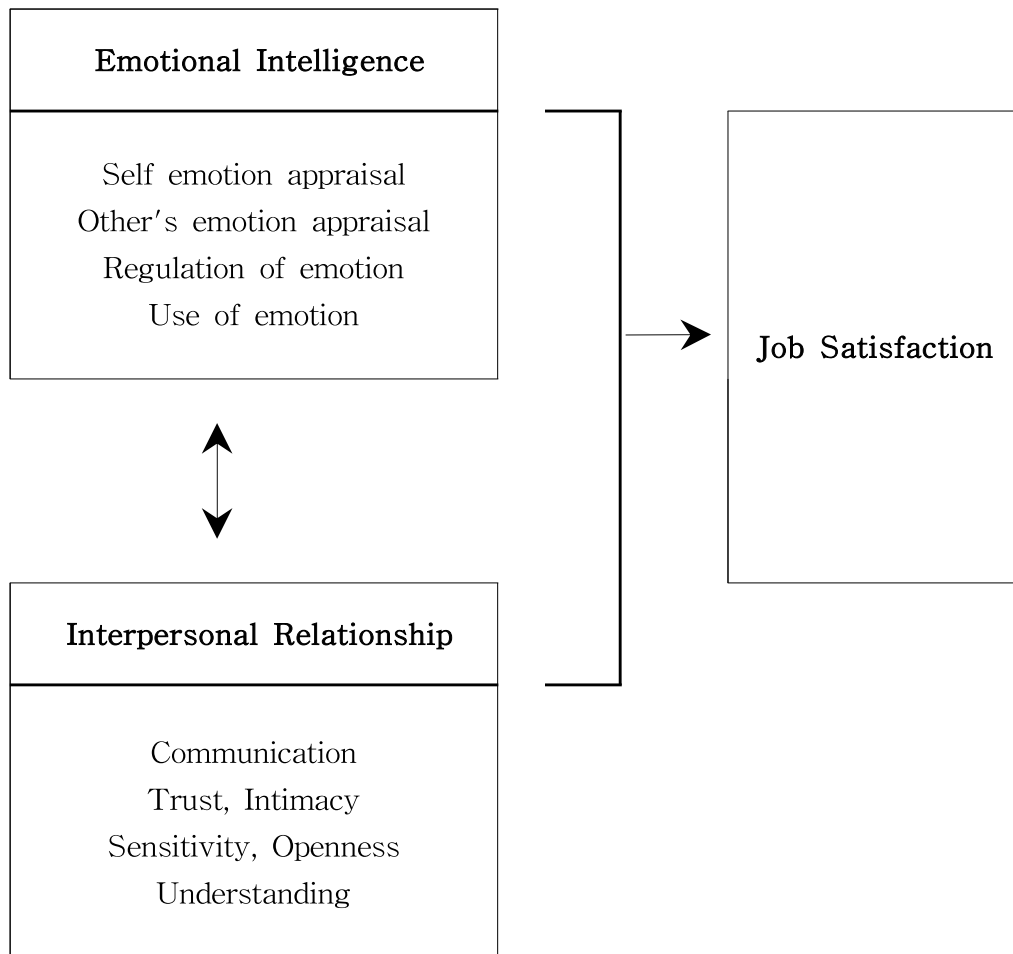 Emotional Intelligence
Self emotion appraisal
Other's emotion appraisal
Regulation of emotion
Use of emotion
Job Satisfaction
Interpersonal Relationship
Communication
Trust, Intimacy
Sensitivity, Openness
Understanding